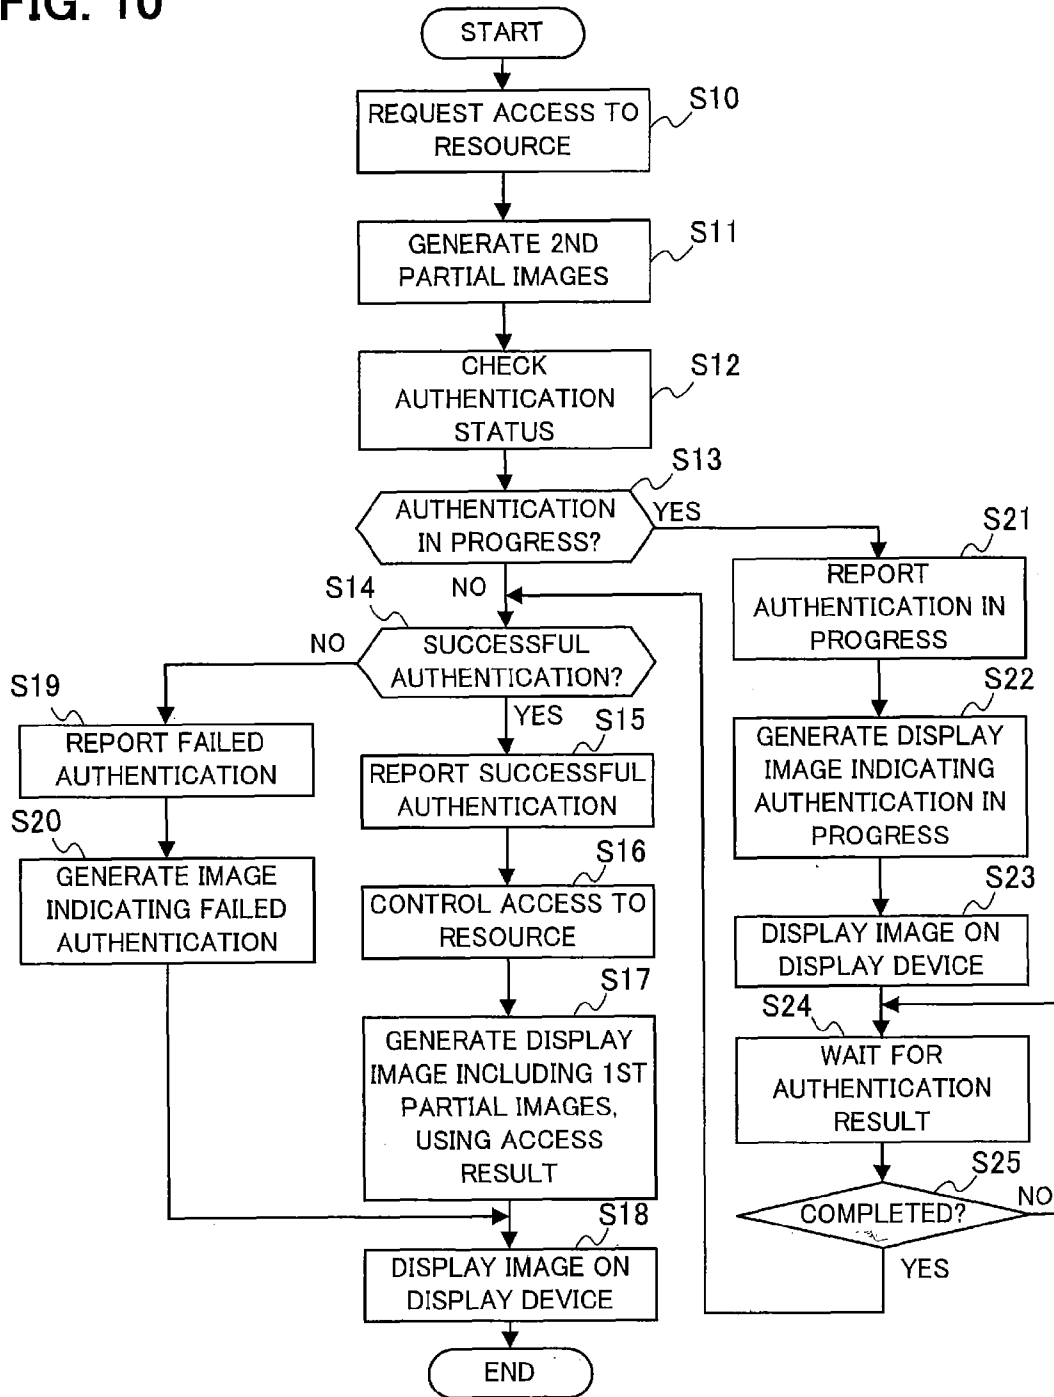 FIG. 10
START
S10
REQUEST ACCESS TO
RESOURCE
S11
GENERATE 2ND
PARTIAL IMAGES
S12
CHECK
AUTHENTICATION
STATUS
S13
AUTHENTICATION
IN PROGRESS?
YES
NO
S14
SUCCESSFUL
AUTHENTICATION?
NO
YES
S19
REPORT FAILED
AUTHENTICATION
S20
GENERATE IMAGE
INDICATING FAILED
AUTHENTICATION
S15
REPORT SUCCESSFUL
AUTHENTICATION
S16
CONTROL ACCESS TO
RESOURCE
S17
GENERATE DISPLAY
IMAGE INCLUDING 1ST
PARTIAL IMAGES,
USING ACCESS
RESULT
S18
DISPLAY IMAGE ON
DISPLAY DEVICE
END
S21
REPORT
AUTHENTICATION IN
PROGRESS
S22
GENERATE DISPLAY
IMAGE INDICATING
AUTHENTICATION IN
PROGRESS
S23
DISPLAY IMAGE ON
DISPLAY DEVICE
S24
WAIT FOR
AUTHENTICATION
RESULT
S25
COMPLETED?
NO
YES